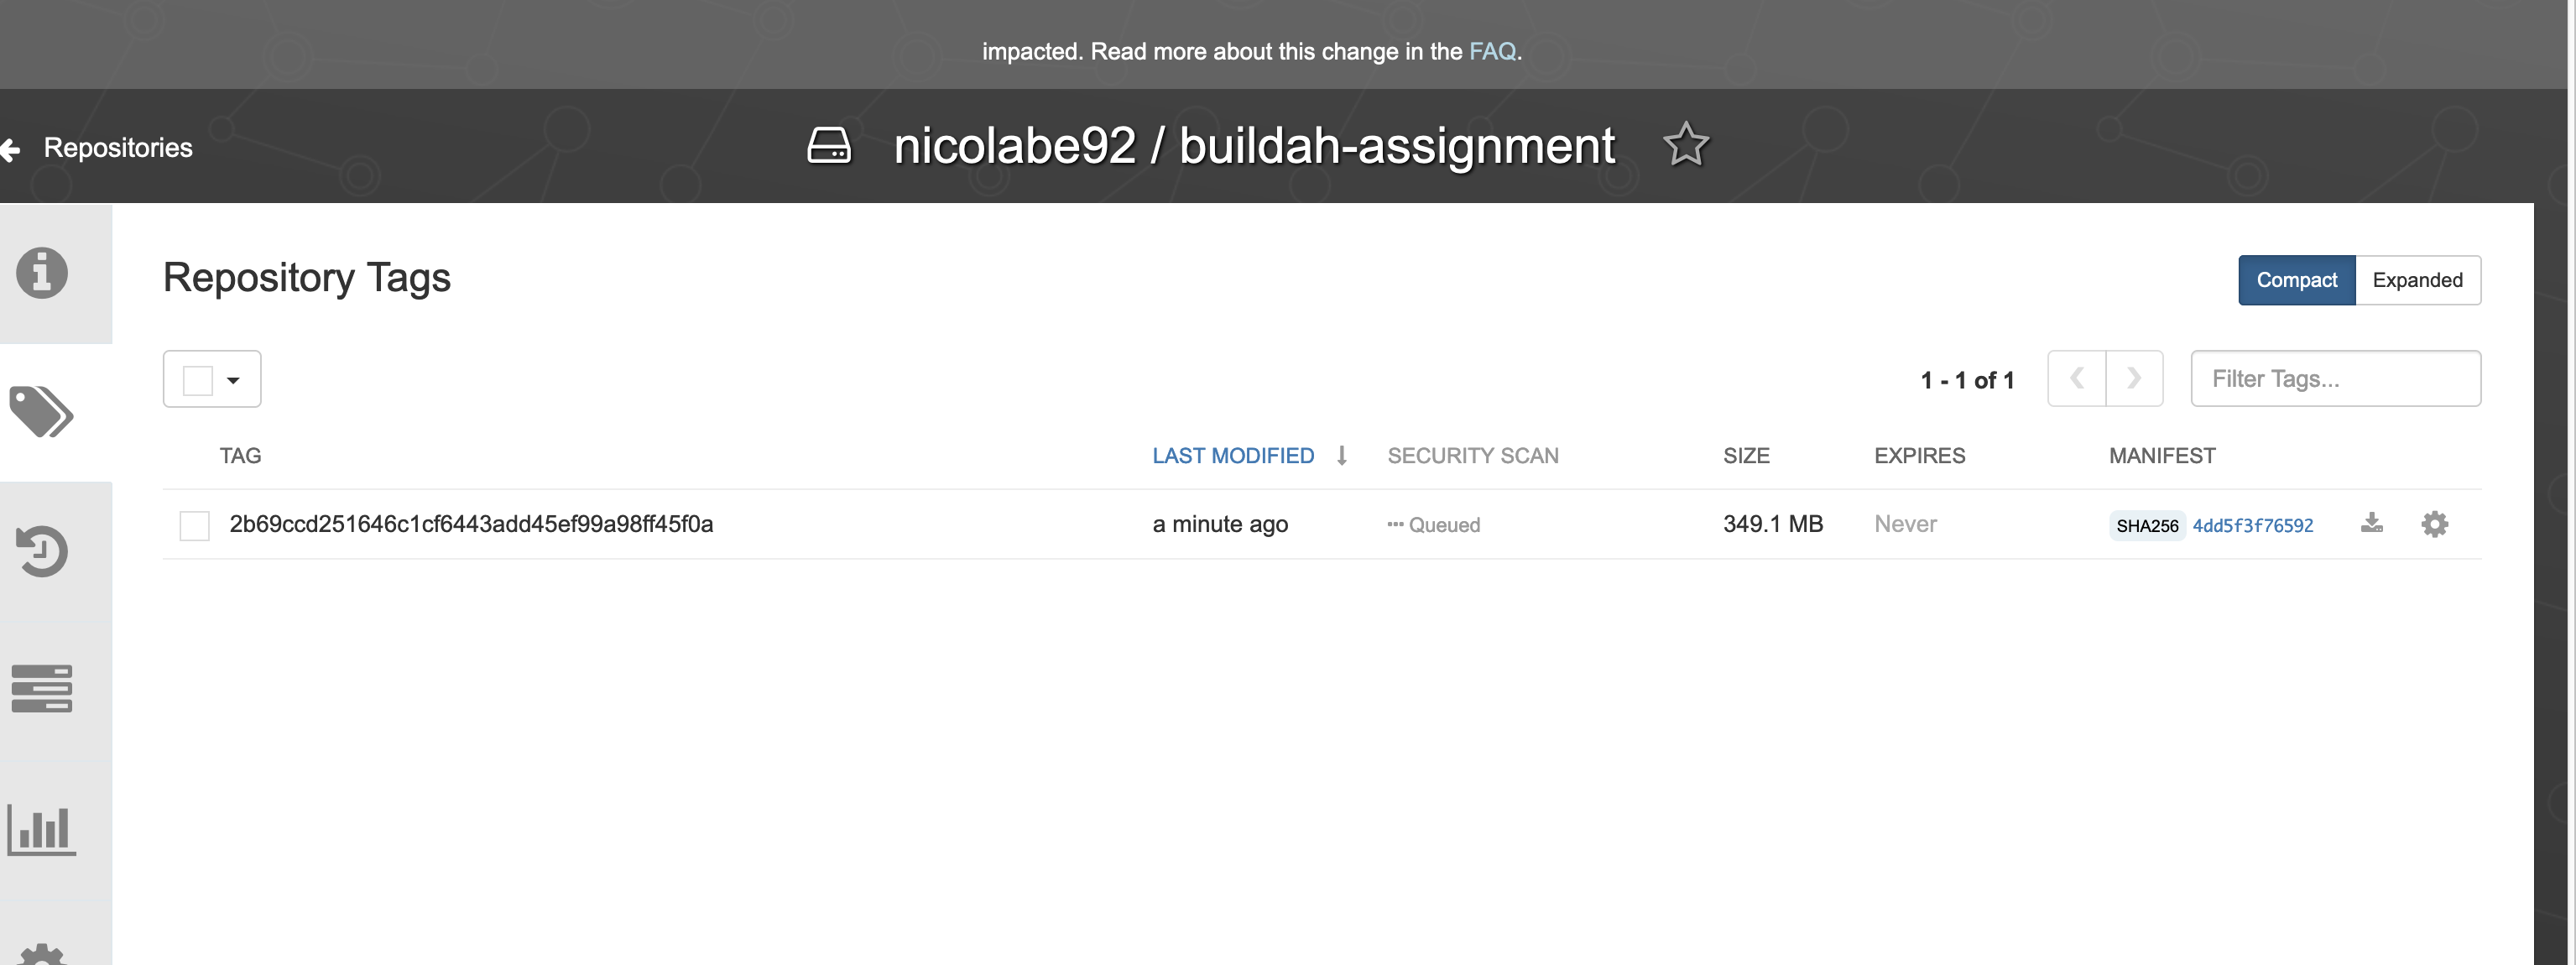 impacted. Read more about this change in the FAQ.
Repositories
nicolabe92 / buildah-assignment
Repository Tags
Compact
Expanded
1 - 1 of 1
Filter Tags...
TAG
LAST MODIFIED
SECURITY SCAN
SIZE
EXPIRES
MANIFEST
2b69ccd251646c1cf6443add45ef99a98ff45f0a
a minute ago
Queued
349.1 MB
Never
SHA256 4dd5f3f76592